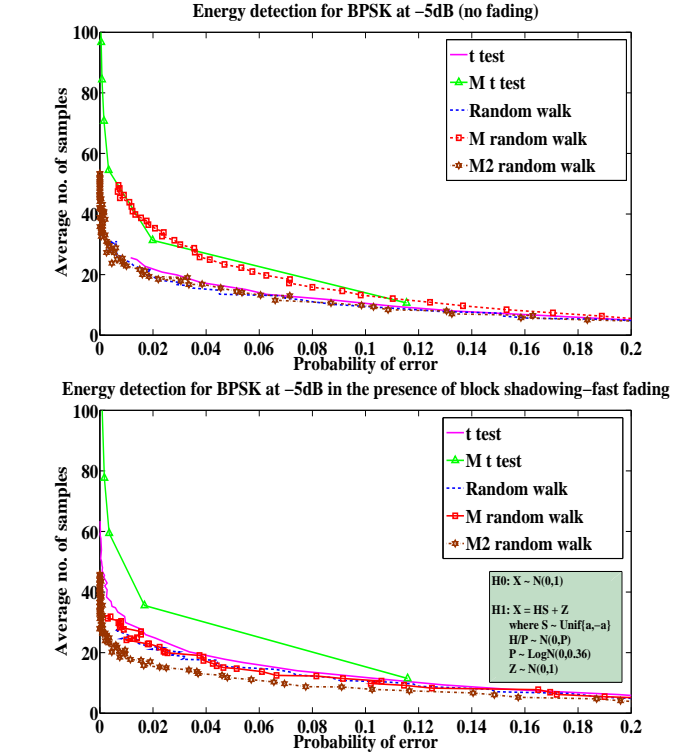 Energy detection for BPSK at −5dB (no fading)
100
80
60
40
20
0
Average no. of samples
t test
M t test
Random walk
M random walk
M2 random walk
0 0.02 0.04 0.06 0.08 0.1 0.12 0.14 0.16 0.18 0.2
Probability of error
Energy detection for BPSK at −5dB in the presence of block shadowing−fast fading
100
80
60
40
20
0
Average no. of samples
t test
M t test
Random walk
M random walk
M2 random walk
H0: X ~ N(0,1)
H1: X = HS + Z
where S ~ Unif{a,−a}
H/P ~ N(0,P)
P ~ LogN(0,0.36)
Z ~ N(0,1)
0 0.02 0.04 0.06 0.08 0.1 0.12 0.14 0.16 0.18 0.2
Probability of error